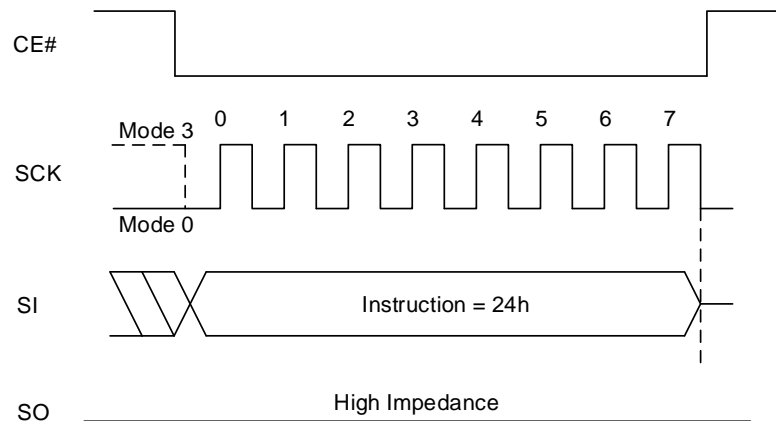 CE#
Mode 3 0 1 2 3 4 5 6 7
SCK
Mode 0
SI Instruction = 24h
SO High Impedance